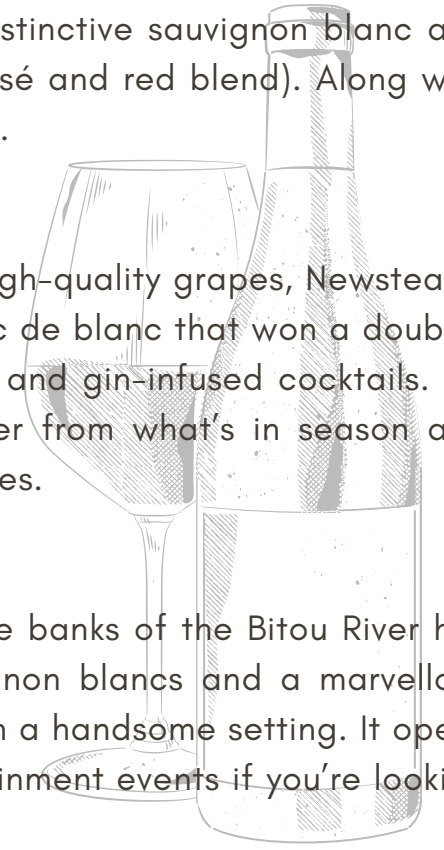 stinctive sauvignon blanc a
sé and red blend). Along w
.
gh-quality grapes, Newstea
c de blanc that won a doub
and gin-infused cocktails.
er from what's in season a
es.
e banks of the Bitou River h
non blancs and a marvello
n a handsome setting. It ope
inment events if you're looki